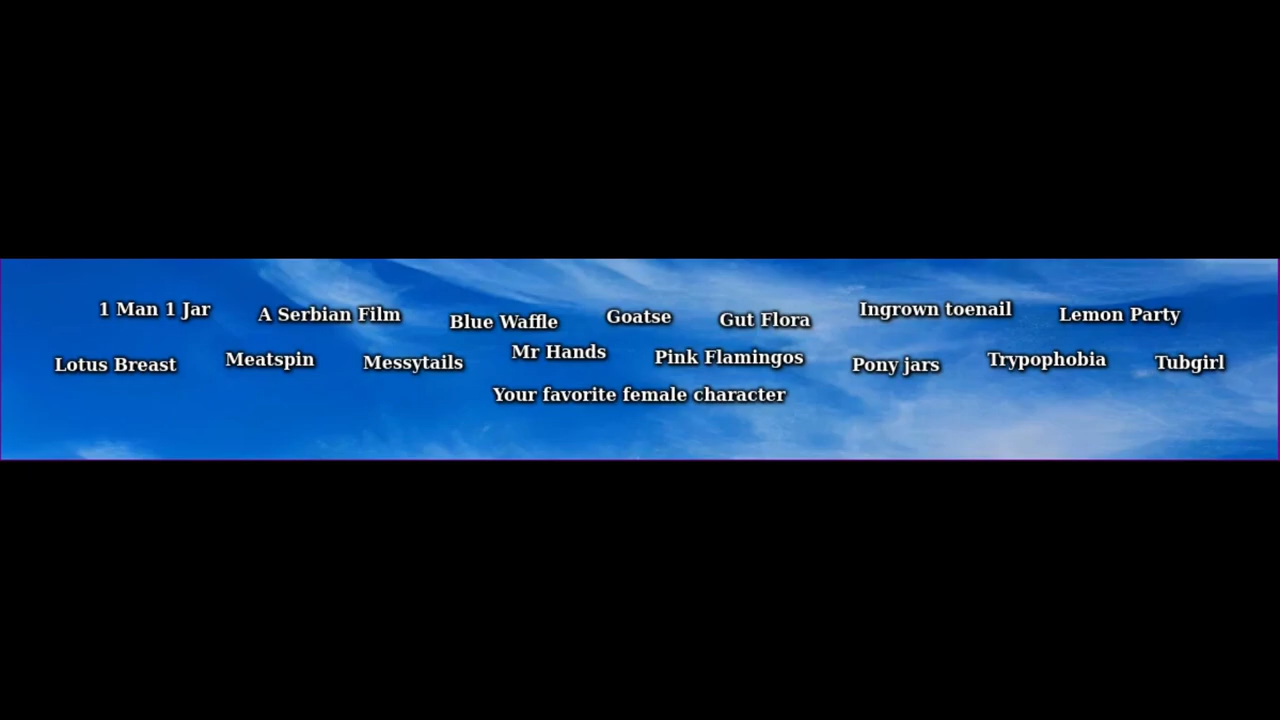 1 Man 1 Jar A Serbian Film Blue Waffle Goatse Gut Flora Ingrown toenail Lemon Party
Lotus Breast Meatspin Messytails Mr Hands Pink Flamingos Pony jars Trypophobia Tubgirl
Your favorite female character